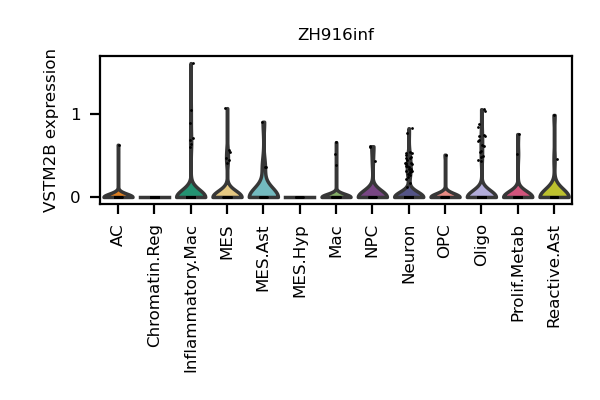 ZH916inf
VSTM2B expression
1
0
AC
Chromatin.Reg
Inflammatory.Mac
MES
MES.Ast
MES.Hyp
Mac
NPC
Neuron
OPC
Oligo
Prolif.Metab
Reactive.Ast